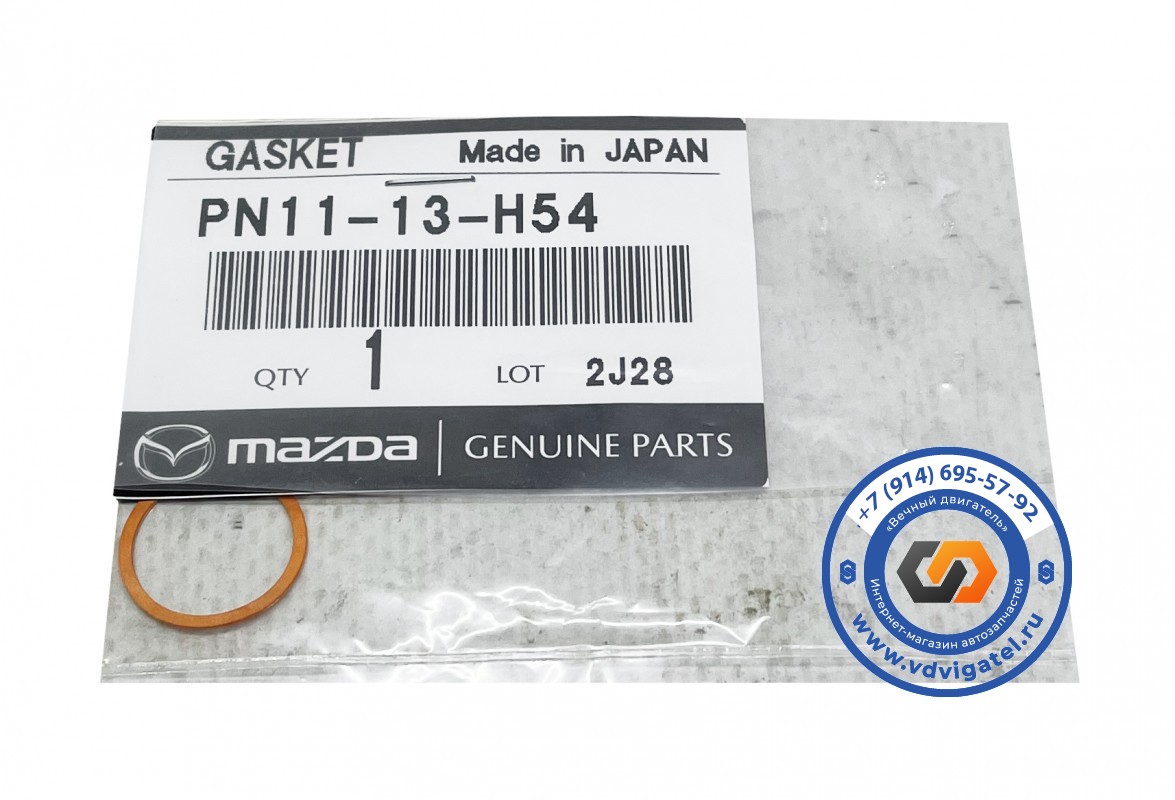 GASKET Made in JAPAN
PN11-13-H54
QTY 1 LOT 2J28
mazda GENUINE PARTS
+7 (914) 695-57-92
«Вечный двигатель»
Интернет-магазин автозапчастей
www.vdvigatel.ru